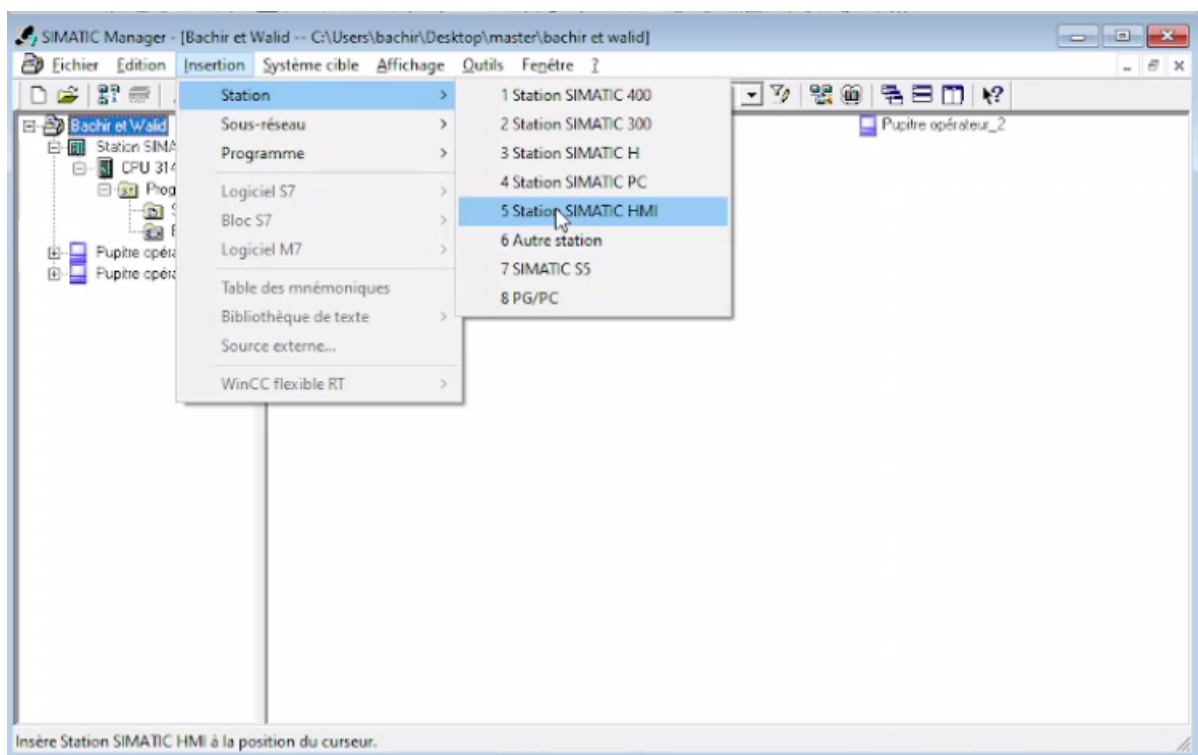 SIMATIC Manager - [Bachir et Walid -- C:\Users\bachir\Desktop\master\bachir et walid]
Fichier Edition Insertion Système cible Affichage Outils Fenêtre ?
Station > 1 Station SIMATIC 400
Bachir et Walid Sous-réseau > 2 Station SIMATIC 300 Pupitre opérateur_2
Station SIMA Programme > 3 Station SIMATIC H
CPU 314 Logiciel S7 > 4 Station SIMATIC PC
Prog Bloc S7 > 5 Station SIMATIC HMI
Pupitre opéra Logiciel M7 > 6 Autre station
Pupitre opéra Table des mnémoniques 7 SIMATIC S5
Bibliothèque de texte > 8 PG/PC
Source externe...
WinCC flexible RT >
Insère Station SIMATIC HMI à la position du curseur.